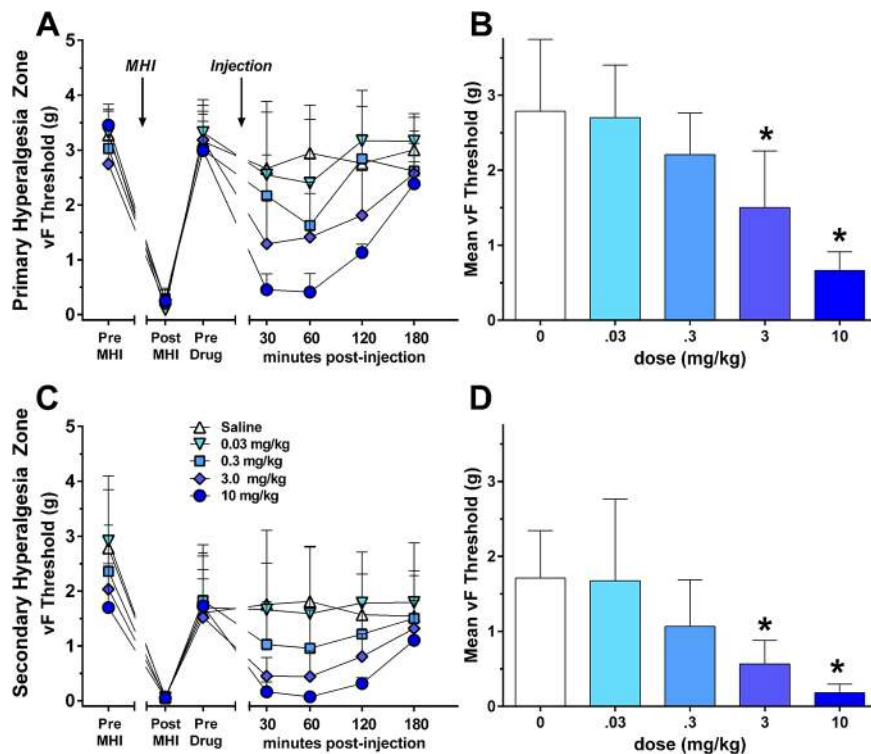 A
B
Primary Hyperalgesia Zone
vF Threshold (g)
5
4
3
2
1
0
MHI
Injection
Pre
MHI
Post
MHI
Pre
Drug
30
60
120
180
minutes post-injection
Mean vF Threshold (g)
3
2
1
0
*
*
0
.03
.3
3
10
dose (mg/kg)
C
D
Secondary Hyperalgesia Zone
vF Threshold (g)
5
4
3
2
1
0
Saline
0.03 mg/kg
0.3 mg/kg
3.0 mg/kg
10 mg/kg
Pre
MHI
Post
MHI
Pre
Drug
30
60
120
180
minutes post-injection
Mean vF Threshold (g)
3
2
1
0
*
*
0
.03
.3
3
10
dose (mg/kg)